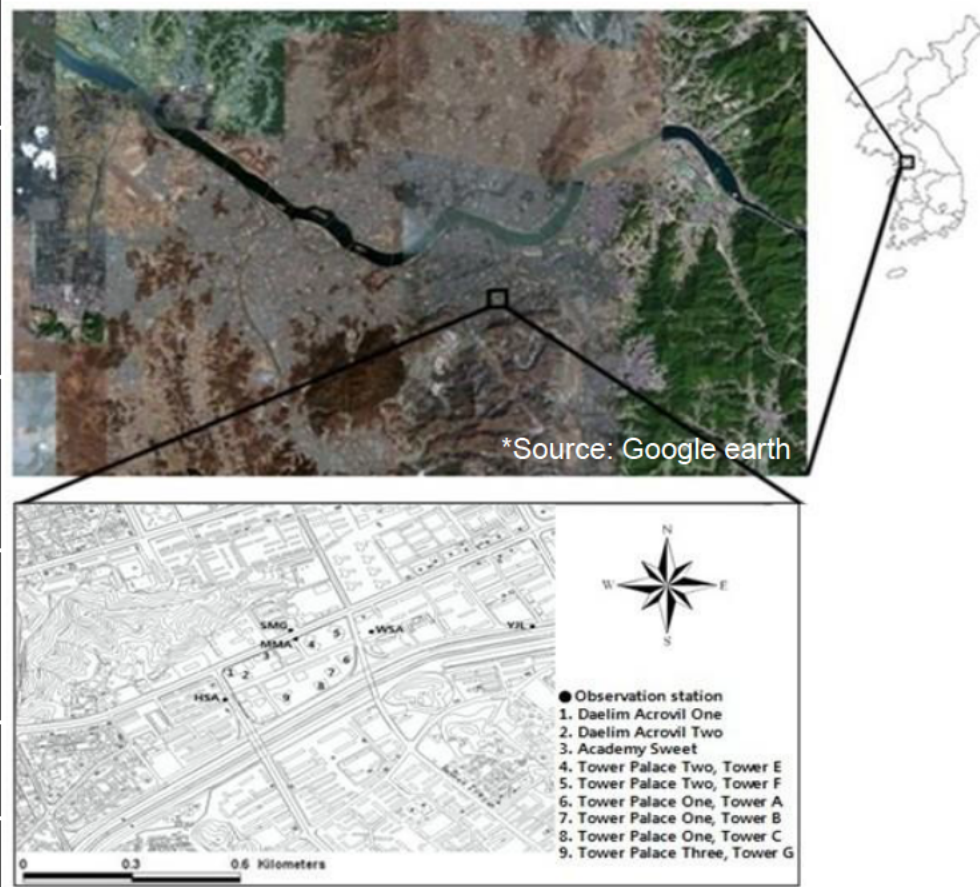 *Source: Google earth
N
W
E
S
SMG
MMA
5
WSA
YJL
4
3
6
1
2
7
8
HSA
9
Observation station
1. Daelim Acrovil One
2. Daelim Acrovil Two
3. Academy Sweet
4. Tower Palace Two, Tower E
5. Tower Palace Two, Tower F
6. Tower Palace One, Tower A
7. Tower Palace One, Tower B
8. Tower Palace One, Tower C
9. Tower Palace Three, Tower G
0
0.3
0.6 Kilometers